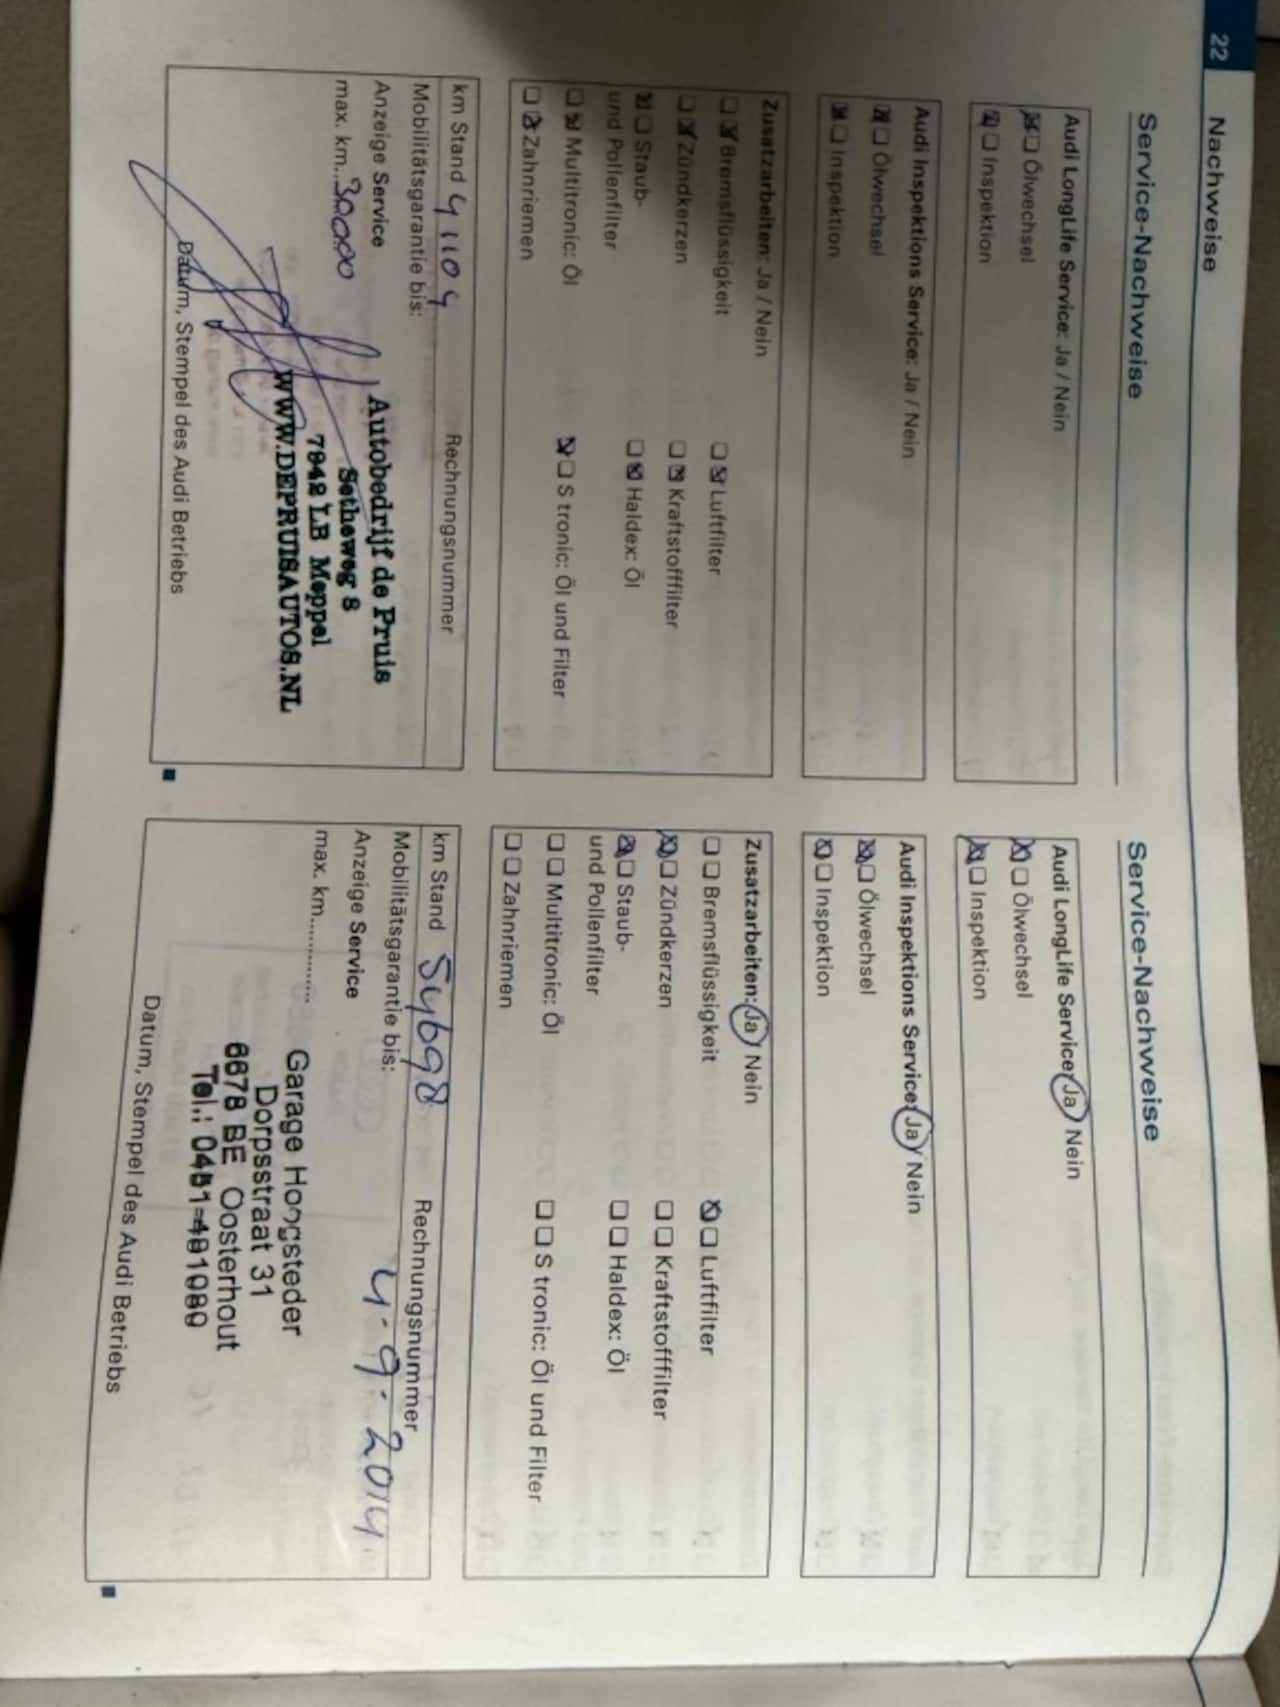 22 Nachweise
Service-Nachweise
Audi LongLife Service: Ja / Nein
Ölwechsel
Inspektion
Audi Inspektions Service: Ja / Nein
Ölwechsel
Inspektion
Zusatzarbeiten: Ja / Nein
Bremsflüssigkeit Luftfilter
Zündkerzen Kraftstofffilter
Staub- Haldex: Öl
und Pollenfilter
Multitronic: Öl S tronic: Öl und Filter
Zahnriemen
km Stand 41104 Rechnungsnummer
Mobilitätsgarantie bis:
Anzeige Service
max. km...30000
Autobedrijf de Pruis
Setheweg 8
7942 LB Meppel
WWW.DEPRUISAUTOS.NL
Datum, Stempel des Audi Betriebs
Service-Nachweise
Audi LongLife Service: Ja / Nein
Ölwechsel
Inspektion
Audi Inspektions Service: Ja / Nein
Ölwechsel
Inspektion
Zusatzarbeiten: Ja / Nein
Bremsflüssigkeit Luftfilter
Zündkerzen Kraftstofffilter
Staub- Haldex: Öl
und Pollenfilter
Multitronic: Öl S tronic: Öl und Filter
Zahnriemen
km Stand 54698 Rechnungsnummer
Mobilitätsgarantie bis:
4-9-2014
Anzeige Service
max. km..............
Garage Hoogsteder
Dorpsstraat 31
6678 BE Oosterhout
Tel.: 0481-481980
Datum, Stempel des Audi Betriebs